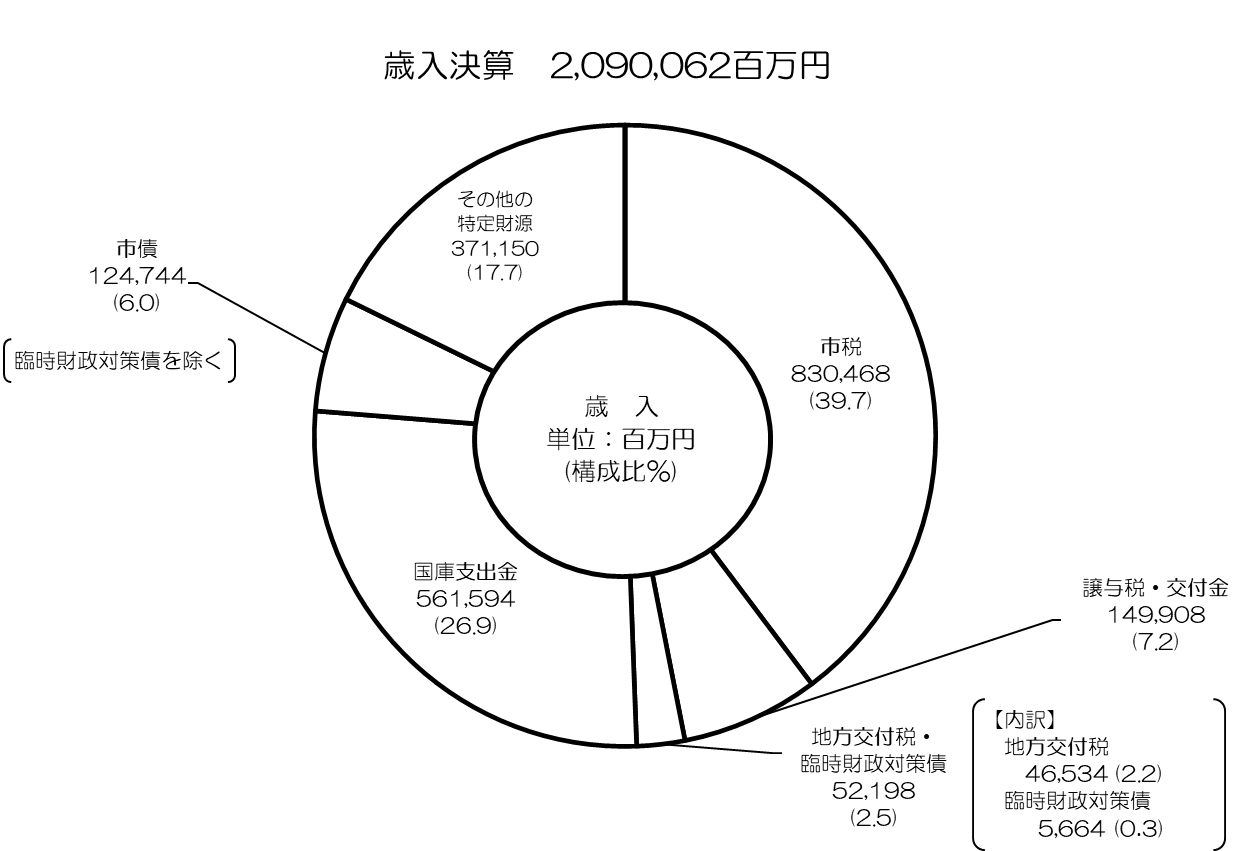 歳入決算　2,090,062百万円
その他の
特定財源
371,150
(17.7)
市債
124,744
(6.0)
臨時財政対策債を除く
市税
830,468
(39.7)
歳　入
単位：百万円
(構成比%)
国庫支出金
561,594
(26.9)
譲与税・交付金
149,908
(7.2)
地方交付税・
臨時財政対策債
52,198
(2.5)
【内訳】
地方交付税
46,534 (2.2)
臨時財政対策債
5,664 (0.3)